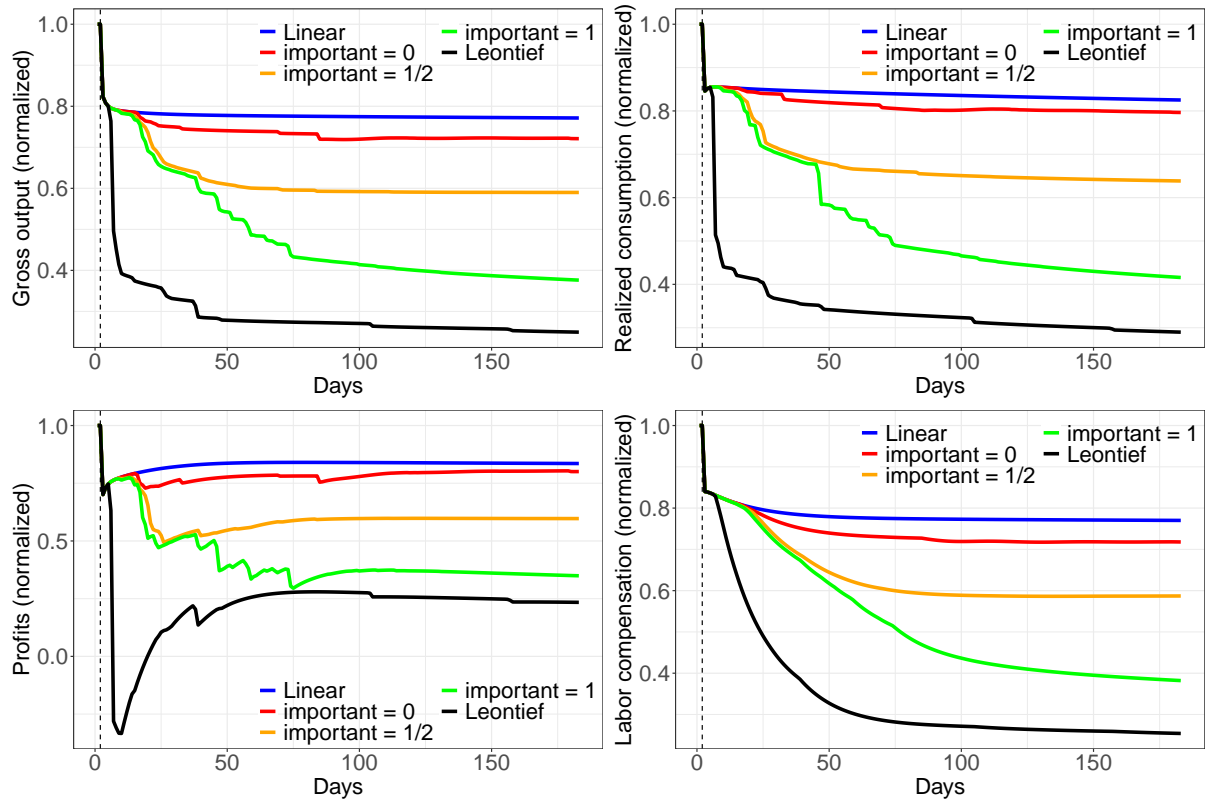 Gross output (normalized)
1.0
0.8
0.6
0.4
Linear
important = 0
important = 1/2
important = 1
Leontief
0
50
100
150
Days
Realized consumption (normalized)
1.0
0.8
0.6
0.4
Linear
important = 0
important = 1/2
important = 1
Leontief
0
50
100
150
Days
Profits (normalized)
1.0
0.5
0.0
Linear
important = 0
important = 1/2
important = 1
Leontief
0
50
100
150
Days
Labor compensation (normalized)
1.0
0.8
0.6
0.4
Linear
important = 0
important = 1/2
important = 1
Leontief
0
50
100
150
Days